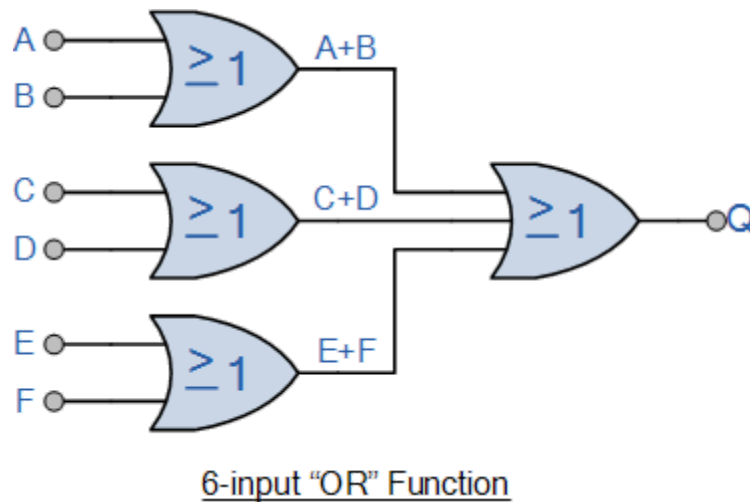 A
B
≥1
A+B
C
D
≥1
C+D
≥1
Q
E
F
≥1
E+F
6-input “OR” Function